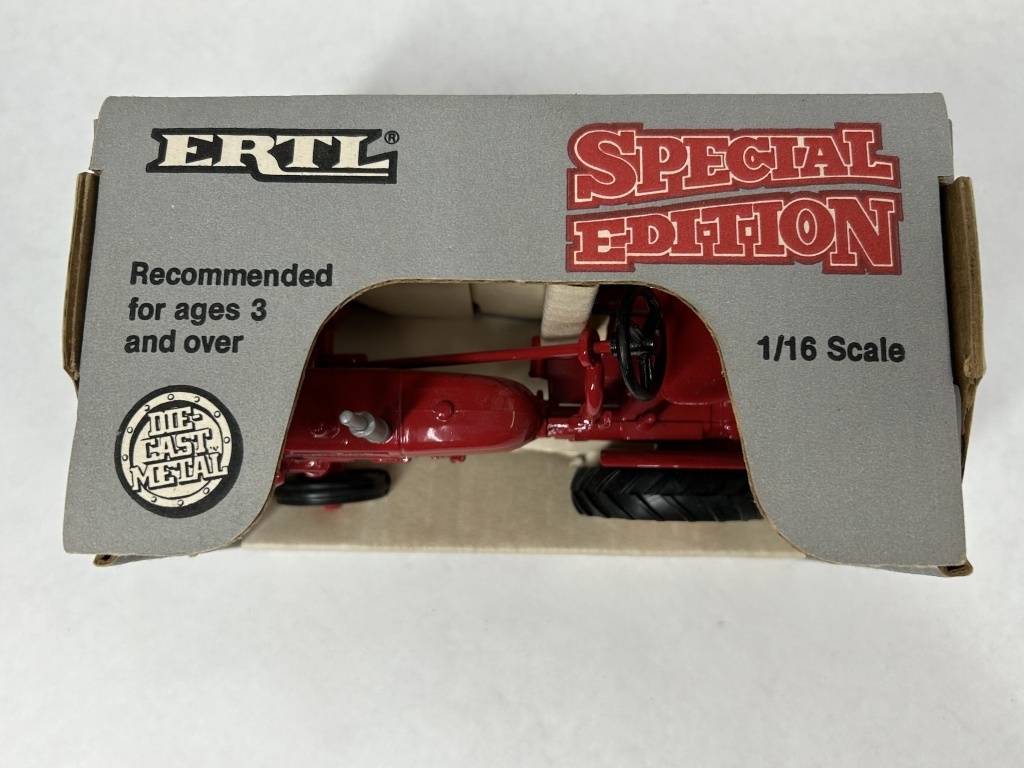 ERTL®
SPECIAL
EDITION
Recommended
for ages 3
and over
1/16 Scale
DIE-
CAST
METAL